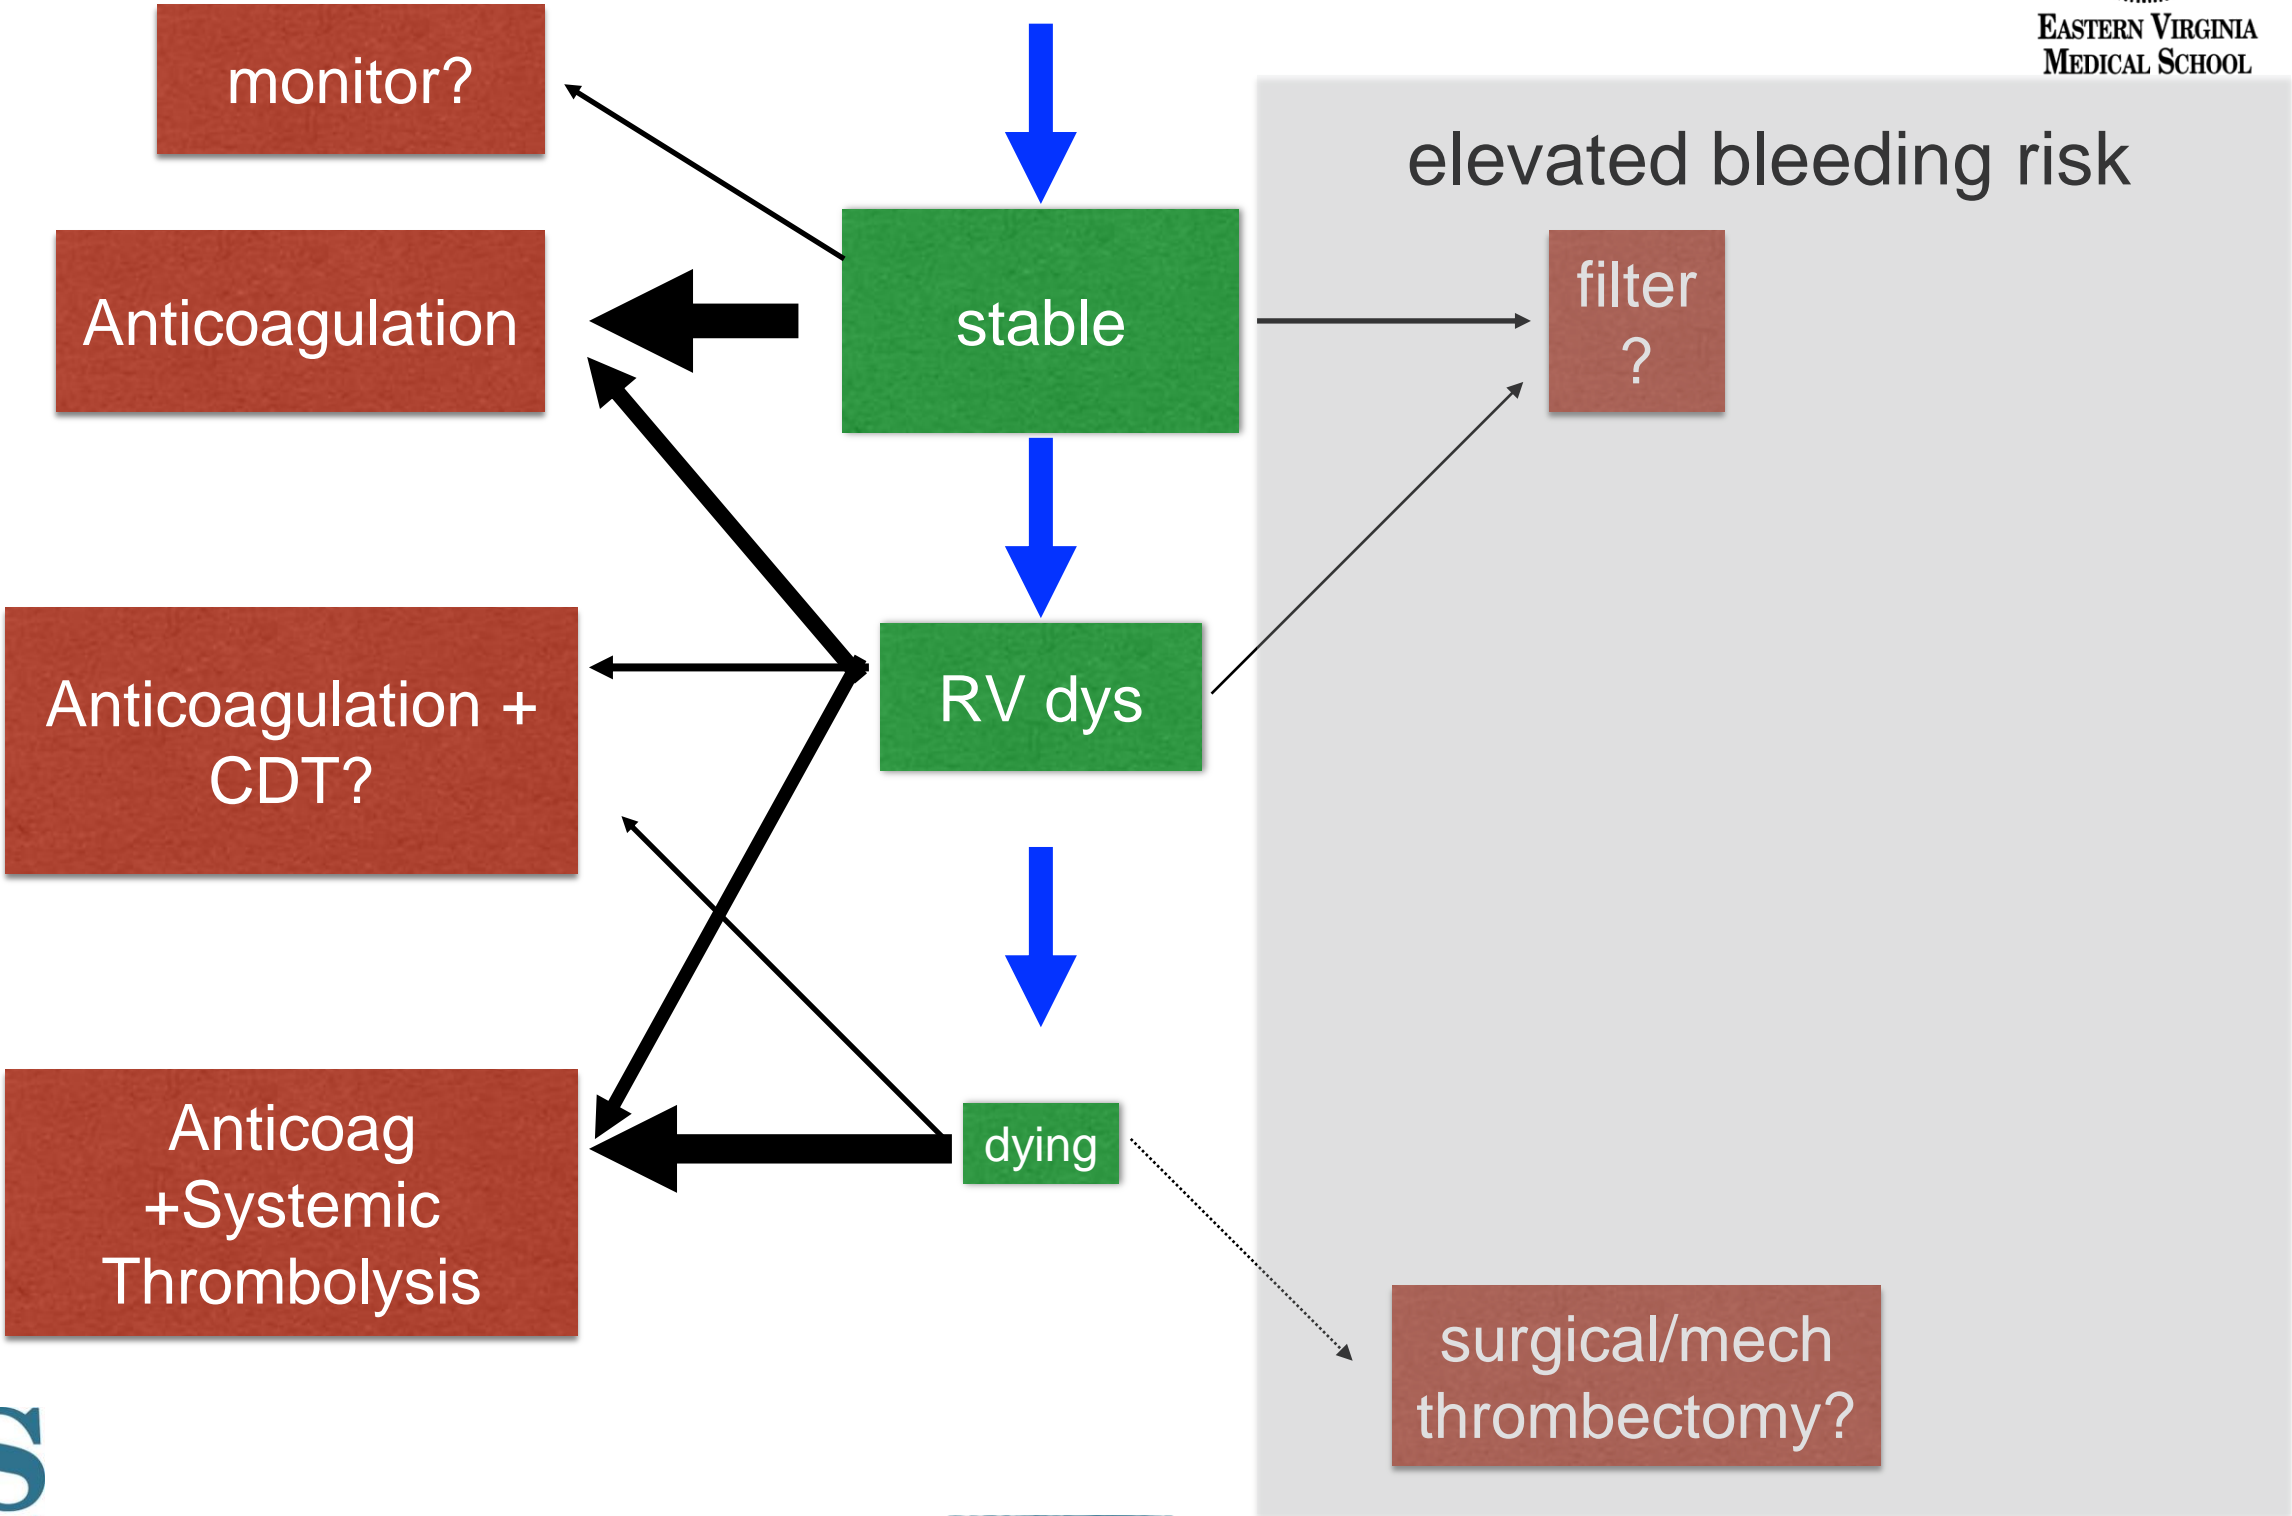 EASTERN VIRGINIA
MEDICAL SCHOOL
monitor?
elevated bleeding risk
Anticoagulation
stable
filter
?
Anticoagulation +
CDT?
RV dys
Anticoag
+Systemic
Thrombolysis
dying
surgical/mech
thrombectomy?
S